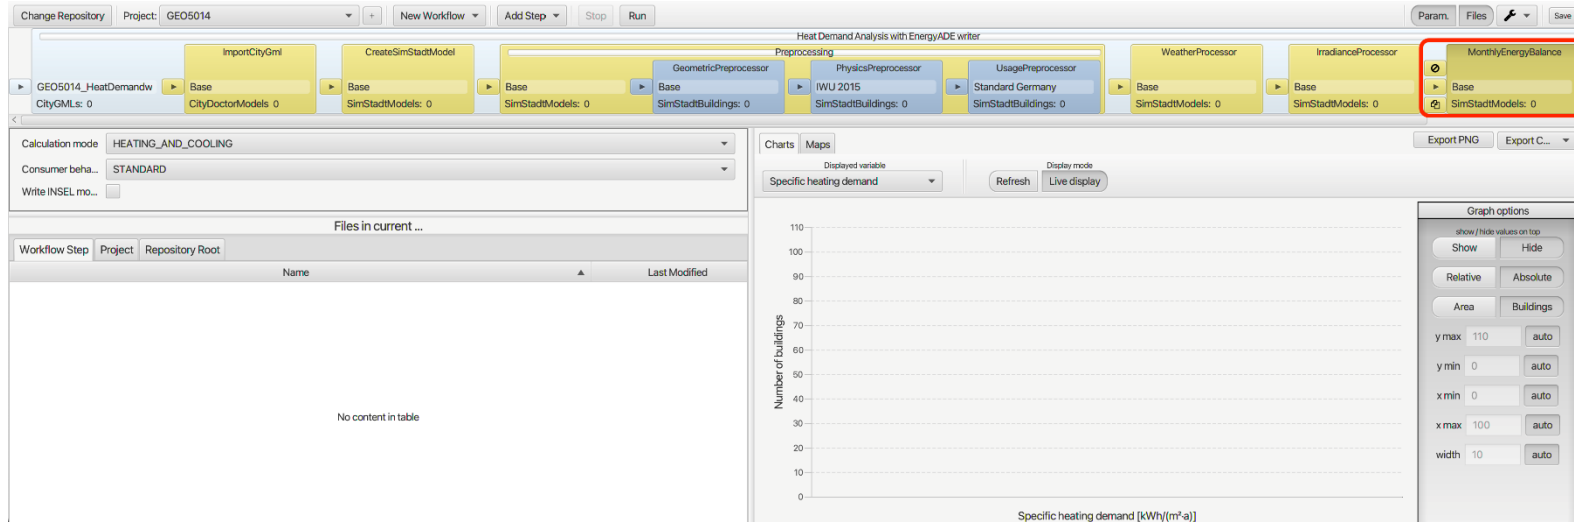 Change Repository Project: GEO5014 + New Workflow Add Step Stop Run Param. Files Save
Heat Demand Analysis with EnergyADE writer
ImportCityGml CreateSimStadtModel Preprocessing WeatherProcessor IrradianceProcessor MonthlyEnergyBalance
GeometricPreprocessor PhysicsPreprocessor UsagePreprocessor
GEO5014_HeatDemandw Base Base Base Base IWU 2015 Standard Germany Base Base Base
CityGMLs: 0 CityDoctorModels 0 SimStadtModels: 0 SimStadtModels: 0 SimStadtBuildings: 0 SimStadtBuildings: 0 SimStadtBuildings: 0 SimStadtModels: 0 SimStadtModels: 0 SimStadtModels: 0
Calculation mode HEATING_AND_COOLING
Consumer beha... STANDARD
Write INSEL mo...
Files in current ...
Workflow Step Project Repository Root
Name Last Modified
No content in table
Charts Maps Export PNG Export C...
Displayed variable Display mode
Specific heating demand Refresh Live display
Number of buildings
110
100
90
80
70
60
50
40
30
20
10
0
Specific heating demand [kWh/(m²·a)]
Graph options
show / hide values on top
Show Hide
Relative Absolute
Area Buildings
y max 110 auto
y min 0 auto
x min 0 auto
x max 100 auto
width 10 auto